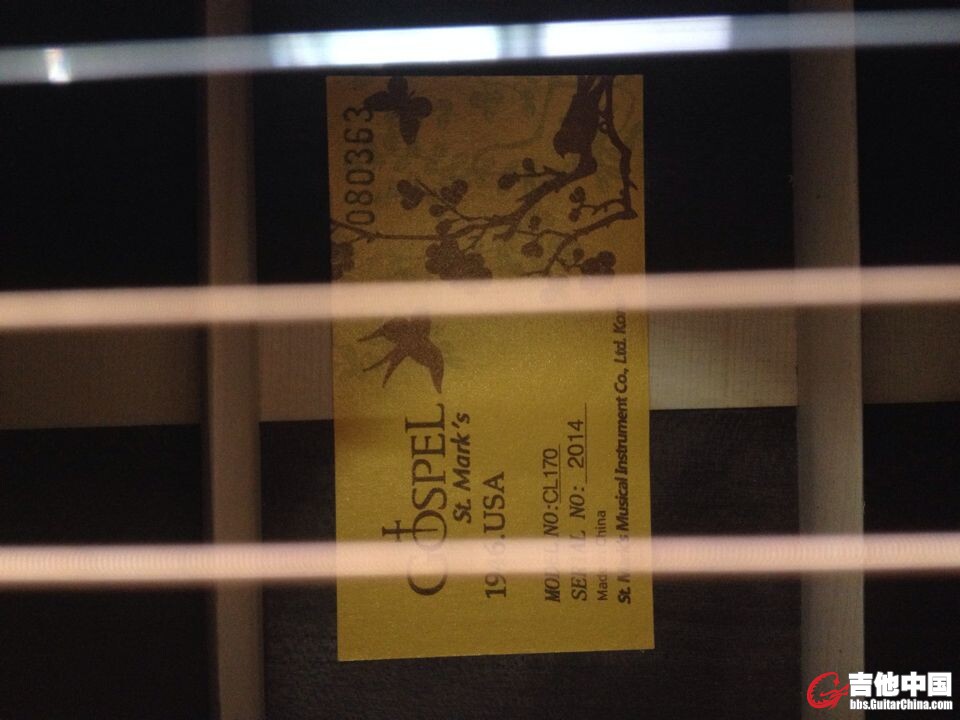 080363
GOSPEL
St. Mark's
USA
MODEL NO:CL170
SERIAL NO: 2014
Made China
St. Musical Instrument Co., Ltd.
吉他中国
bbs.GuitarChina.com